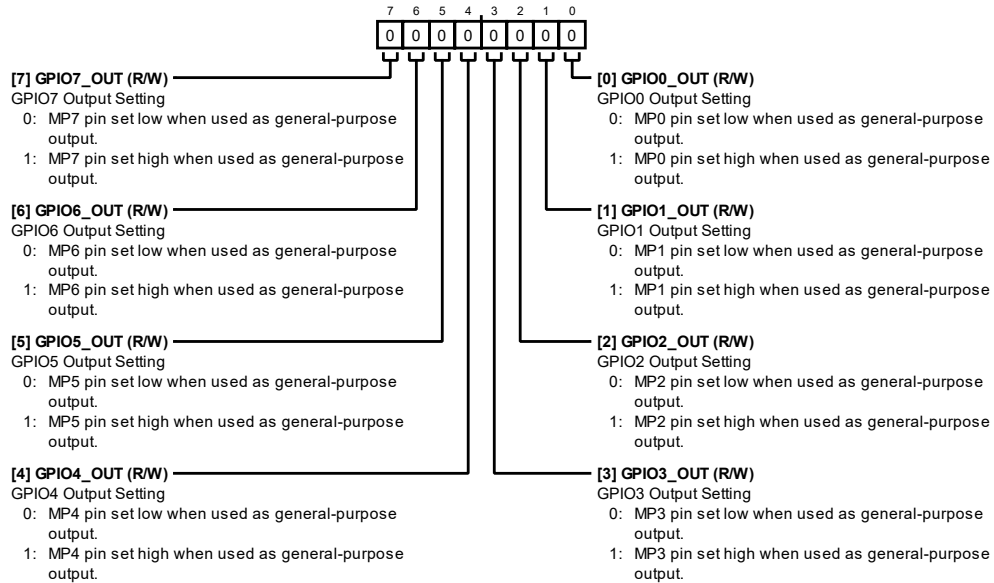 7 6 5 4 3 2 1 0
0 0 0 0 0 0 0 0
[7] GPIO7_OUT (R/W)
GPIO7 Output Setting
0: MP7 pin set low when used as general-purpose
output.
1: MP7 pin set high when used as general-purpose
output.
[6] GPIO6_OUT (R/W)
GPIO6 Output Setting
0: MP6 pin set low when used as general-purpose
output.
1: MP6 pin set high when used as general-purpose
output.
[5] GPIO5_OUT (R/W)
GPIO5 Output Setting
0: MP5 pin set low when used as general-purpose
output.
1: MP5 pin set high when used as general-purpose
output.
[4] GPIO4_OUT (R/W)
GPIO4 Output Setting
0: MP4 pin set low when used as general-purpose
output.
1: MP4 pin set high when used as general-purpose
output.
[0] GPIO0_OUT (R/W)
GPIO0 Output Setting
0: MP0 pin set low when used as general-purpose
output.
1: MP0 pin set high when used as general-purpose
output.
[1] GPIO1_OUT (R/W)
GPIO1 Output Setting
0: MP1 pin set low when used as general-purpose
output.
1: MP1 pin set high when used as general-purpose
output.
[2] GPIO2_OUT (R/W)
GPIO2 Output Setting
0: MP2 pin set low when used as general-purpose
output.
1: MP2 pin set high when used as general-purpose
output.
[3] GPIO3_OUT (R/W)
GPIO3 Output Setting
0: MP3 pin set low when used as general-purpose
output.
1: MP3 pin set high when used as general-purpose
output.